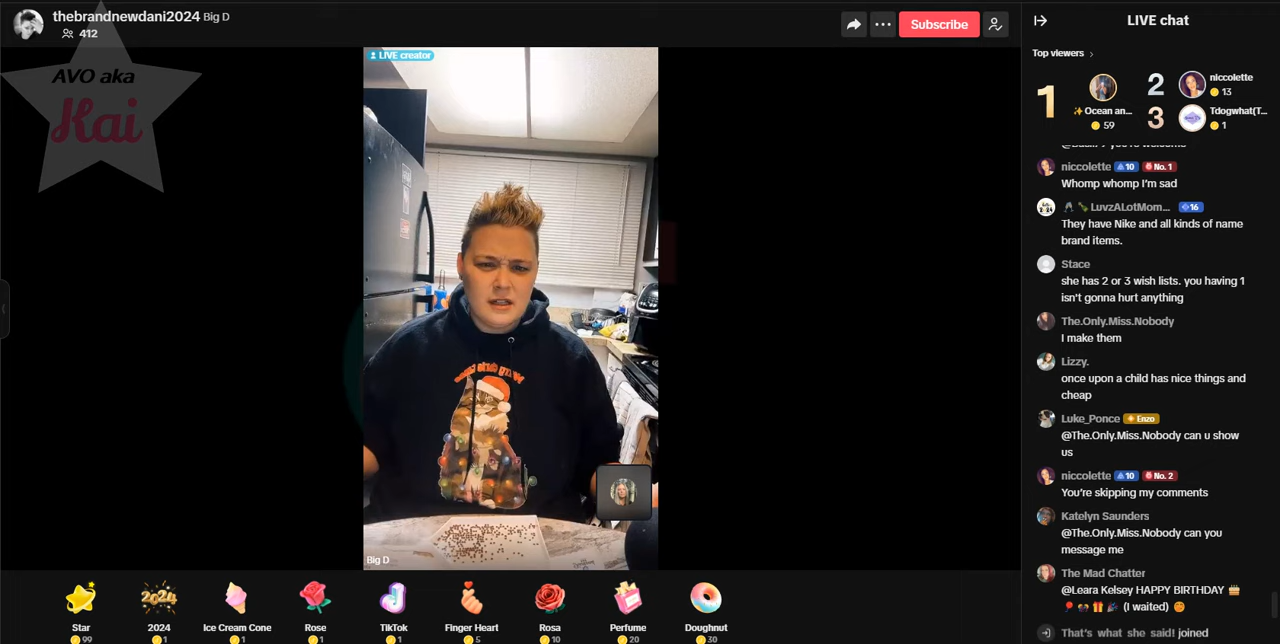 thebrandnewdani2024 Big D
412
Subscribe
AVO aka
Kai
LIVE creator
Big D
Star
99
2024
2024
1
Ice Cream Cone
1
Rose
1
TikTok
1
Finger Heart
5
Rosa
10
Perfume
20
Doughnut
30
LIVE chat
Top viewers
1
Ocean an...
59
2
niccolette
13
3
Tdogwhat(T...
1
niccolette 10 No. 1
Whomp whomp I'm sad
LuvzALotMom... 16
They have Nike and all kinds of name
brand items.
Stace
she has 2 or 3 wish lists. you having 1
isn't gonna hurt anything
The.Only.Miss.Nobody
I make them
Lizzy.
once upon a child has nice things and
cheap
Luke_Ponce Enzo
@The.Only.Miss.Nobody can u show
us
niccolette 10 No. 2
You're skipping my comments
Katelyn Saunders
@The.Only.Miss.Nobody can you
message me
The Mad Chatter
@Leara Kelsey HAPPY BIRTHDAY 🎂
🎈 🎁 🎉 (I waited)
That's what she said! joined